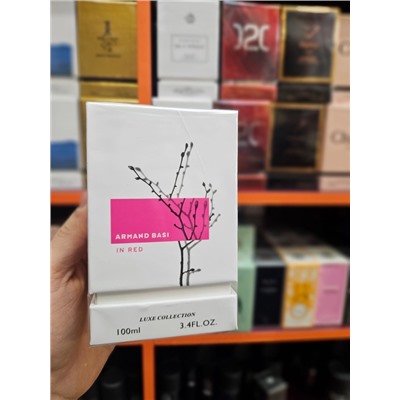 ARMAND BASI
IN RED
LUXE COLLECTION
100ml 3.4FL.OZ.